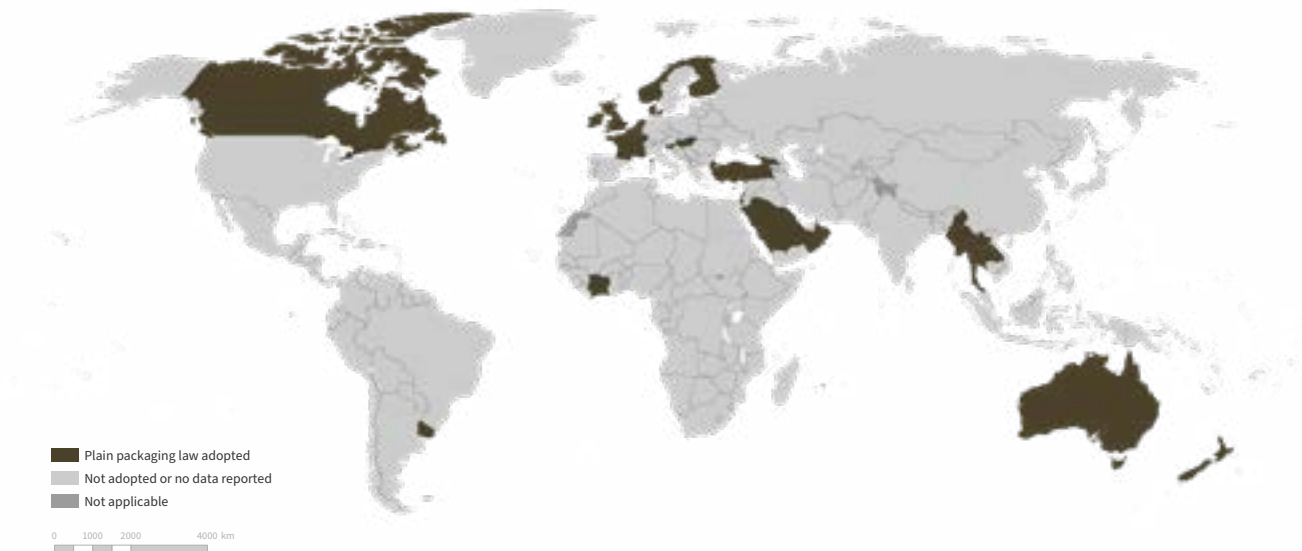 Plain packaging law adopted
Not adopted or no data reported
Not applicable
0 1000 2000 4000 km